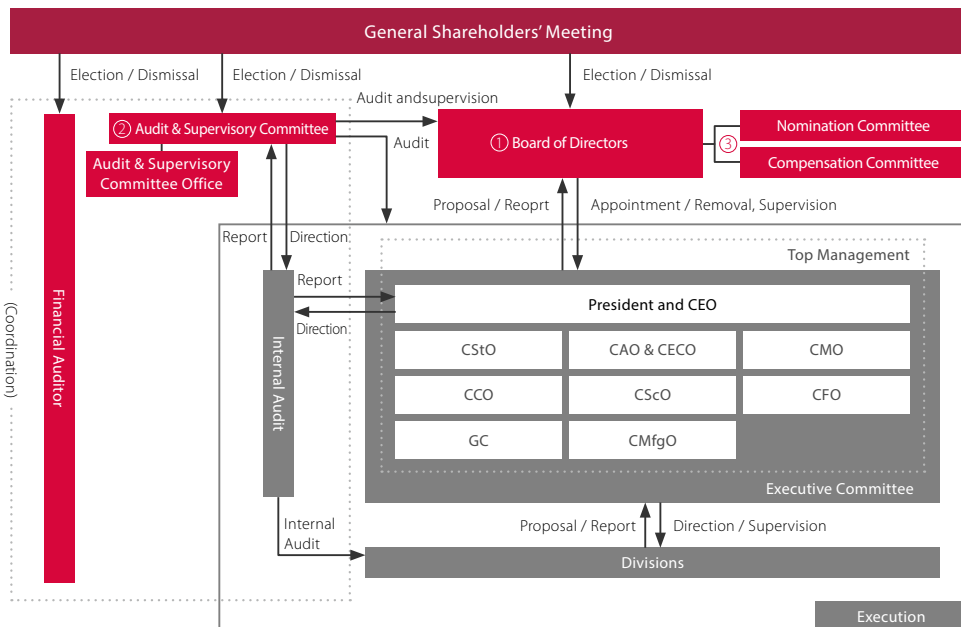 General Shareholders' Meeting
Election / Dismissal
Election / Dismissal
Election / Dismissal
Audit andsupervision
② Audit & Supervisory Committee
Audit
① Board of Directors
③
Nomination Committee
Compensation Committee
Audit & Supervisory
Committee Office
Proposal / Reoprt
Appointment / Removal, Supervision
Report
Direction
Top Management
Report
Direction
President and CEO
CStO
CAO & CECO
CMO
CCO
CScO
CFO
GC
CMfgO
Executive Committee
(Coordination)
Financial Auditor
Internal Audit
Internal
Audit
Proposal / Report
Direction / Supervision
Divisions
Execution